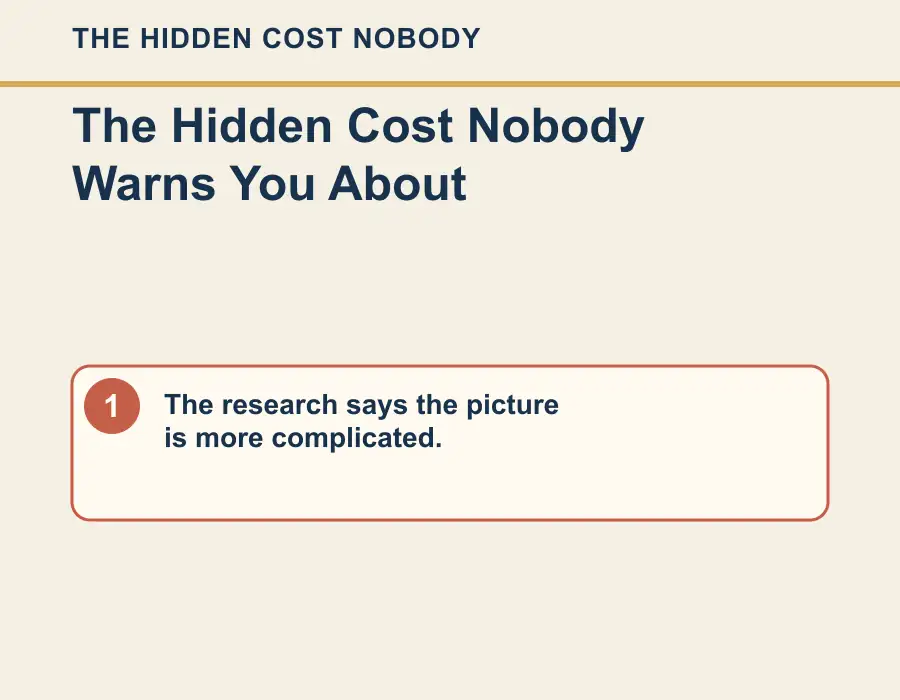 THE HIDDEN COST NOBODY
The Hidden Cost Nobody
Warns You About
1
The research says the picture
is more complicated.